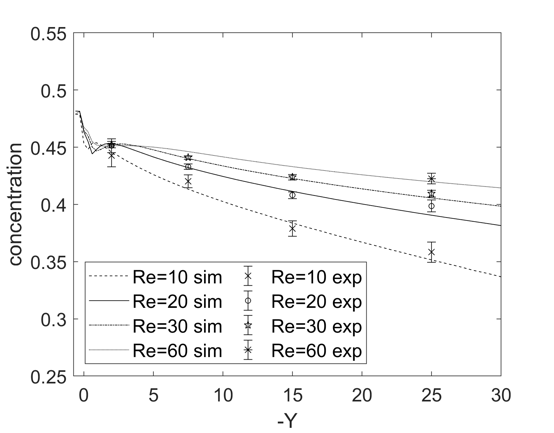 0.55
0.5
0.45
0.4
0.35
0.3
0.25
concentration
Re=10 sim Re=10 exp
Re=20 sim Re=20 exp
Re=30 sim Re=30 exp
Re=60 sim Re=60 exp
0 5 10 15 20 25 30
-Y